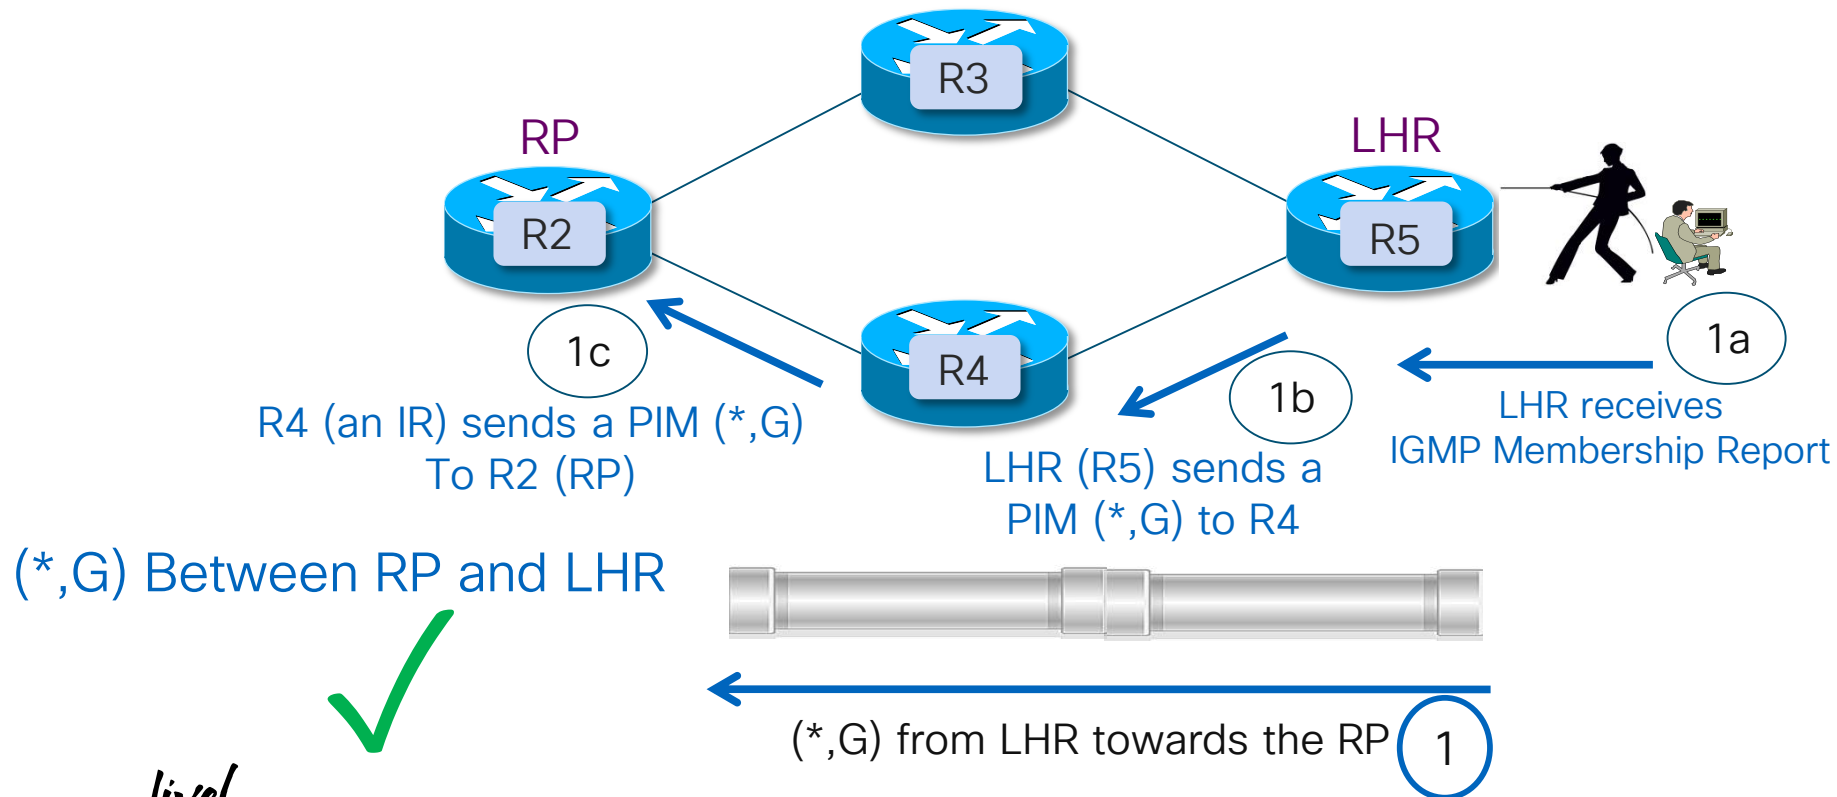 R3
RP
LHR
R2
R5
1c
R4
1b
1a
R4 (an IR) sends a PIM (*,G)
To R2 (RP)
LHR (R5) sends a
PIM (*,G) to R4
LHR receives
IGMP Membership Report
(*,G) Between RP and LHR
(*,G) from LHR towards the RP
1
live!